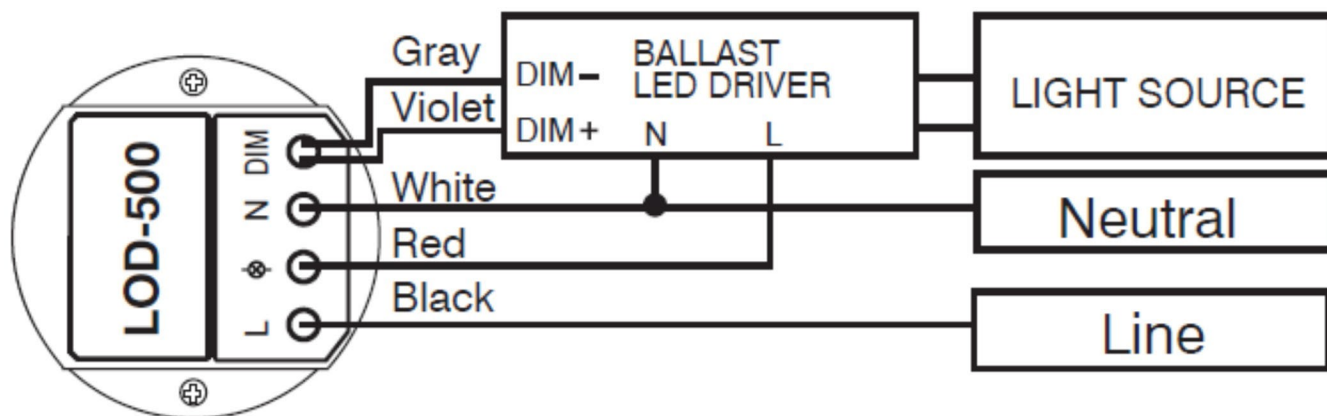 LOD-500
DIM
N
L
Gray
Violet
White
Red
Black
DIM-
DIM+
BALLAST
LED DRIVER
N
L
LIGHT SOURCE
Neutral
Line